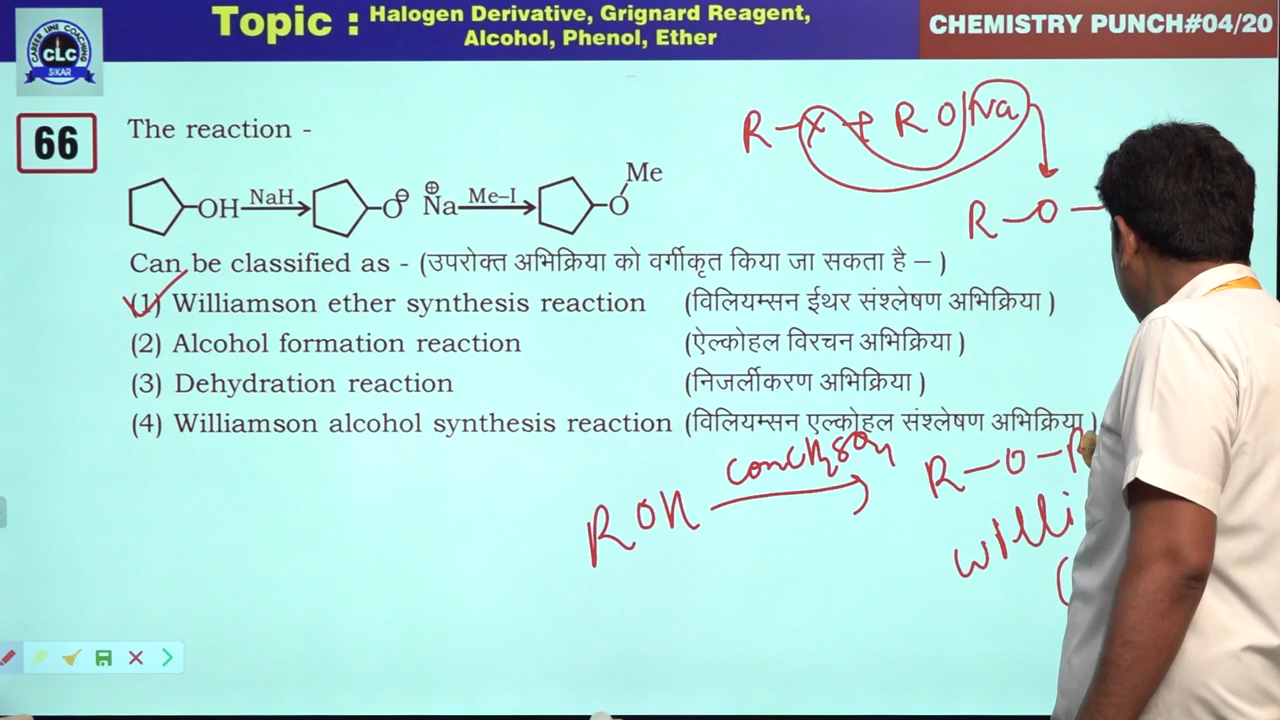 Topic : Halogen Derivative, Grignard Reagent,
Alcohol, Phenol, Ether
CHEMISTRY PUNCH#04/20
CAREER LINE COACHING
CLC
SIKAR
66 The reaction -
R–X + R O Na
R–O–
OH NaH O⊖ ⊕Na Me–I O Me
Can be classified as - (उपरोक्त अभिक्रिया को वर्गीकृत किया जा सकता है – )
(1) Williamson ether synthesis reaction (विलियम्सन ईथर संश्लेषण अभिक्रिया )
(2) Alcohol formation reaction (ऐल्कोहल विरचन अभिक्रिया )
(3) Dehydration reaction (निजर्लीकरण अभिक्रिया )
(4) Williamson alcohol synthesis reaction (विलियम्सन एल्कोहल संश्लेषण अभिक्रिया )
ROH conc H2SO4 R–O–R
willi